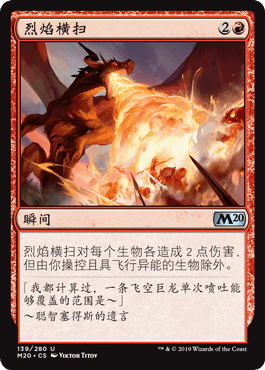 烈焰横扫 2
瞬间
M20
烈焰横扫对每个生物各造成2点伤害，
但由你操控且具飞行异能的生物除外。
「我都计算过，一条飞空巨龙单次喷吐能
够覆盖的范围是～」
～聪智塞得斯的遗言
139/280 U
M20 • CS VIKTOR TITOV
™ & © 2019 Wizards of the Coast